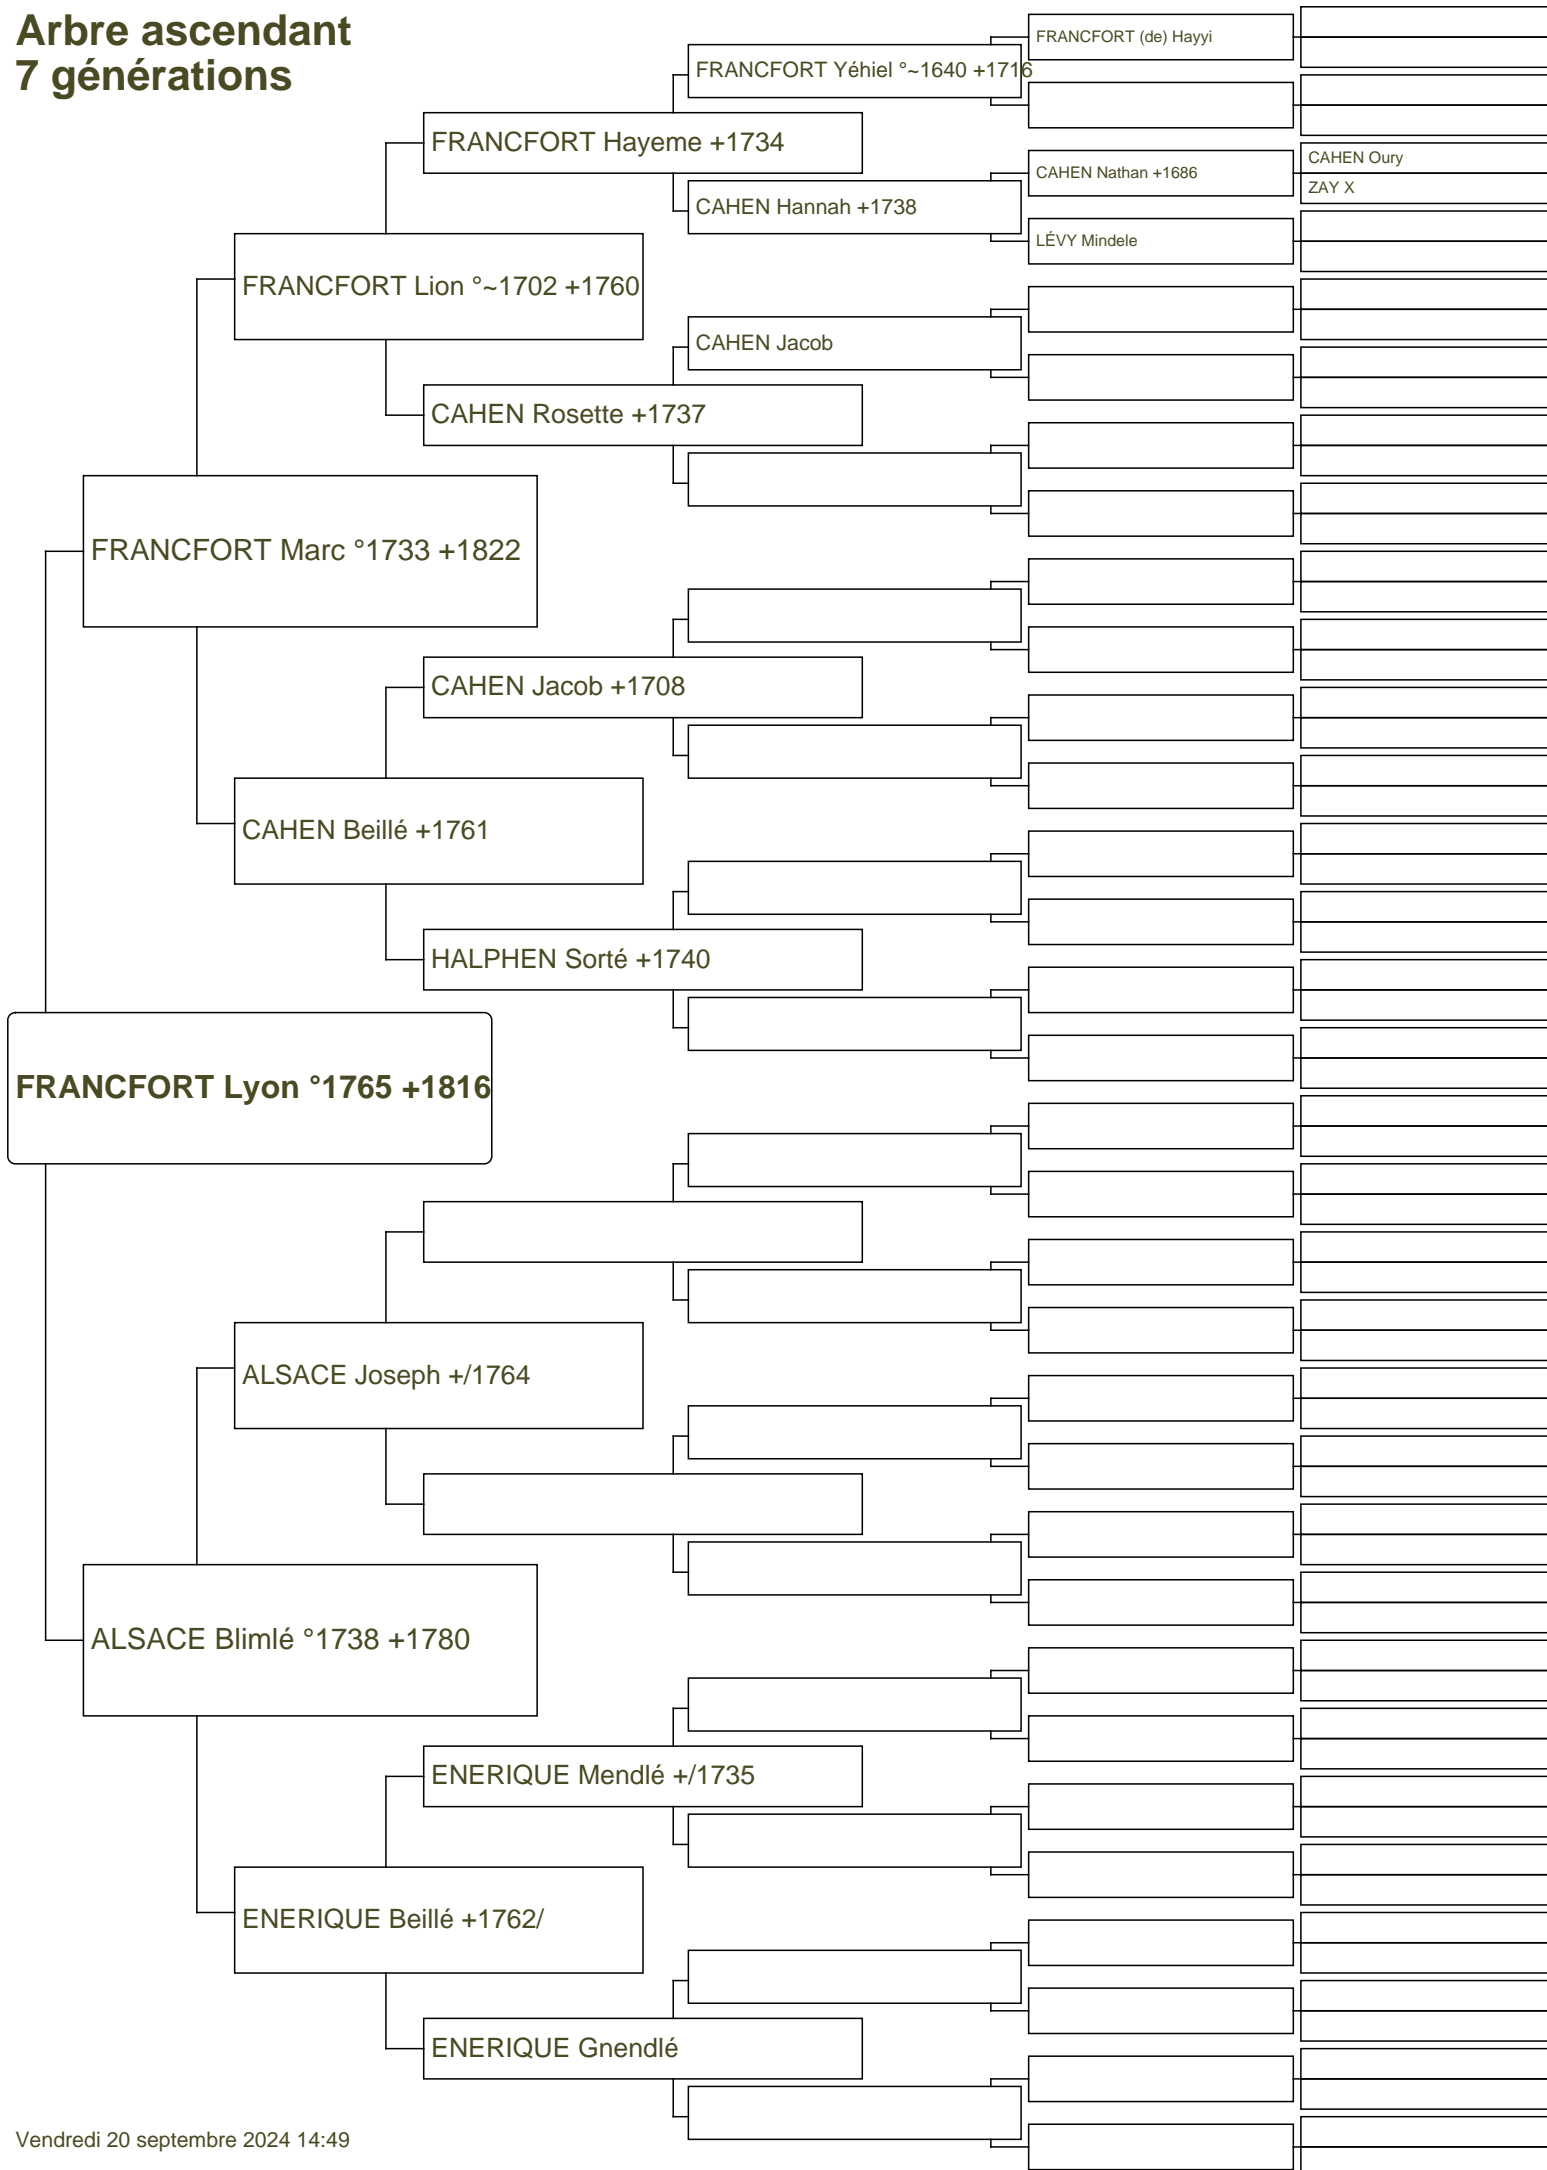 Arbre ascendant
7 générations
FRANCFORT (de) Hayyi
FRANCFORT Yéhiel °~1640 +1716
FRANCFORT Hayeme +1734
CAHEN Oury
CAHEN Nathan +1686
ZAY X
CAHEN Hannah +1738
LÉVY Mindele
FRANCFORT Lion °~1702 +1760
CAHEN Jacob
CAHEN Rosette +1737
FRANCFORT Marc °1733 +1822
CAHEN Jacob +1708
CAHEN Beillé +1761
HALPHEN Sorté +1740
FRANCFORT Lyon °1765 +1816
ALSACE Joseph +/1764
ALSACE Blimlé °1738 +1780
ENERIQUE Mendlé +/1735
ENERIQUE Beillé +1762/
ENERIQUE Gnendlé
Vendredi 20 septembre 2024 14:49